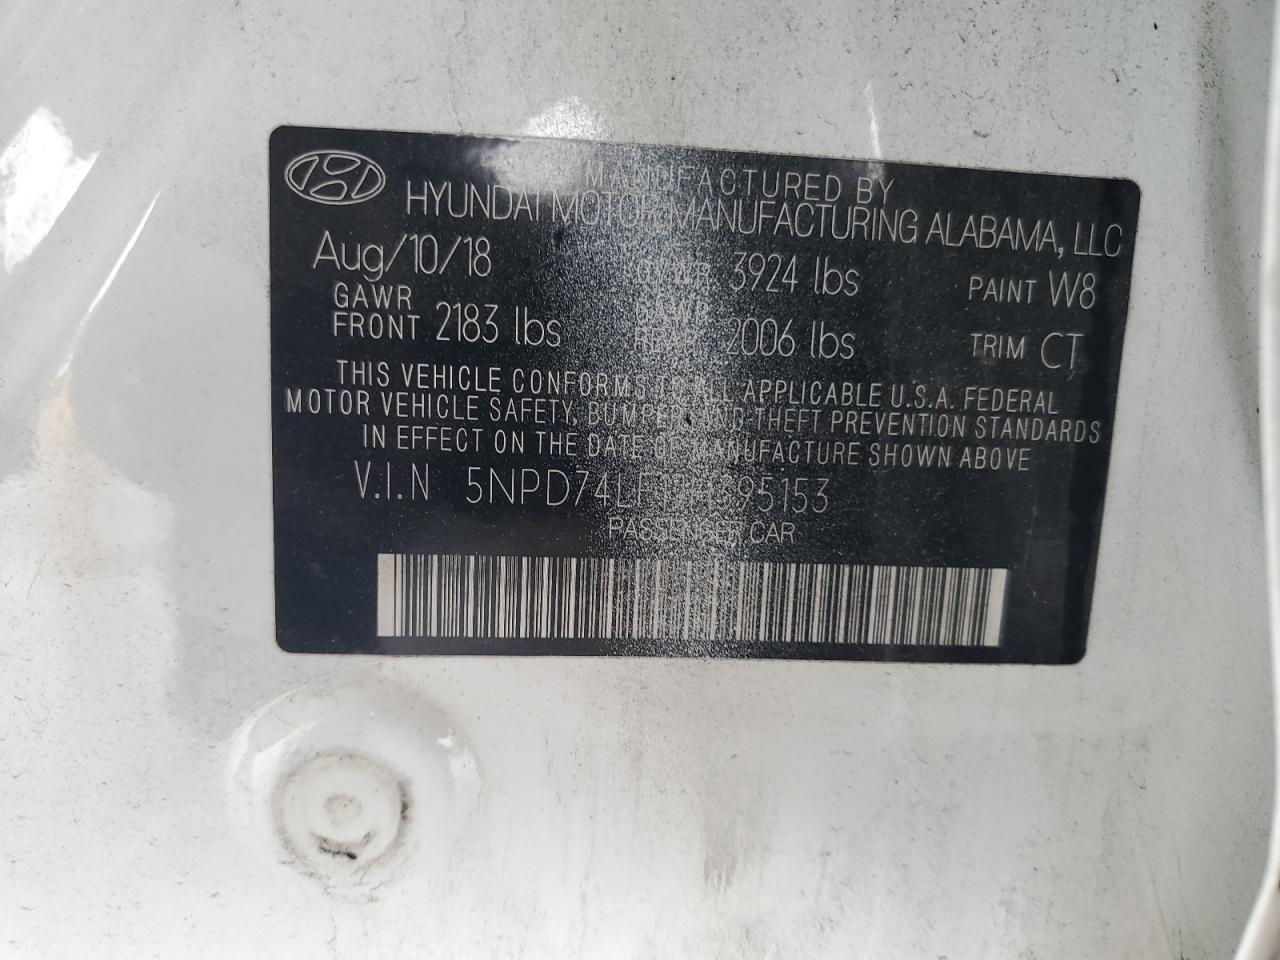 MANUFACTURED BY
HYUNDAI MOTOR MANUFACTURING ALABAMA, LLC
Aug/10/18 GVWR 3924 lbs PAINT W8
GAWR FRONT 2183 lbs GAWR REAR 2006 lbs TRIM CT
THIS VEHICLE CONFORMS TO ALL APPLICABLE U.S.A. FEDERAL
MOTOR VEHICLE SAFETY, BUMPER, AND THEFT PREVENTION STANDARDS
IN EFFECT ON THE DATE OF MANUFACTURE SHOWN ABOVE
V.I.N
PASSENGER CAR